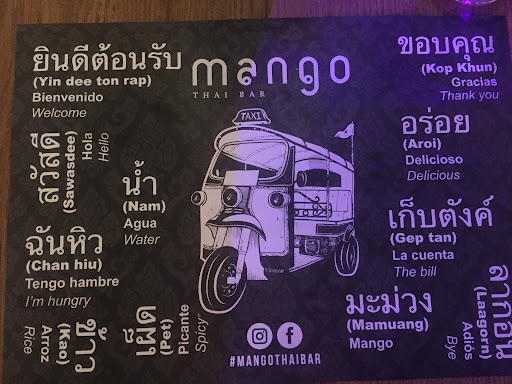 ยินดีต้อนรับ
(Yin dee ton rap)
Bienvenido
Welcome
mango
THAI BAR
ขอบคุณ
(Kop Khun)
Gracias
Thank you
สวัสดี
(Sawasdee)
Hola
Hello
น้ำ
(Nam)
Agua
Water
TAXI
อร่อย
(Aroi)
Delicioso
Delicious
ฉันหิว
(Chan hiu)
Tengo hambre
I'm hungry
เก็บตังค์
(Gep tan)
La cuenta
The bill
ข้าว
(Kao)
Arroz
Rice
เผ็ด
(Pet)
Picante
Spicy
มะม่วง
(Mamuang)
Mango
ลาก่อน
(Laagorn)
Adiós
Bye
#MANGOTHAIBAR